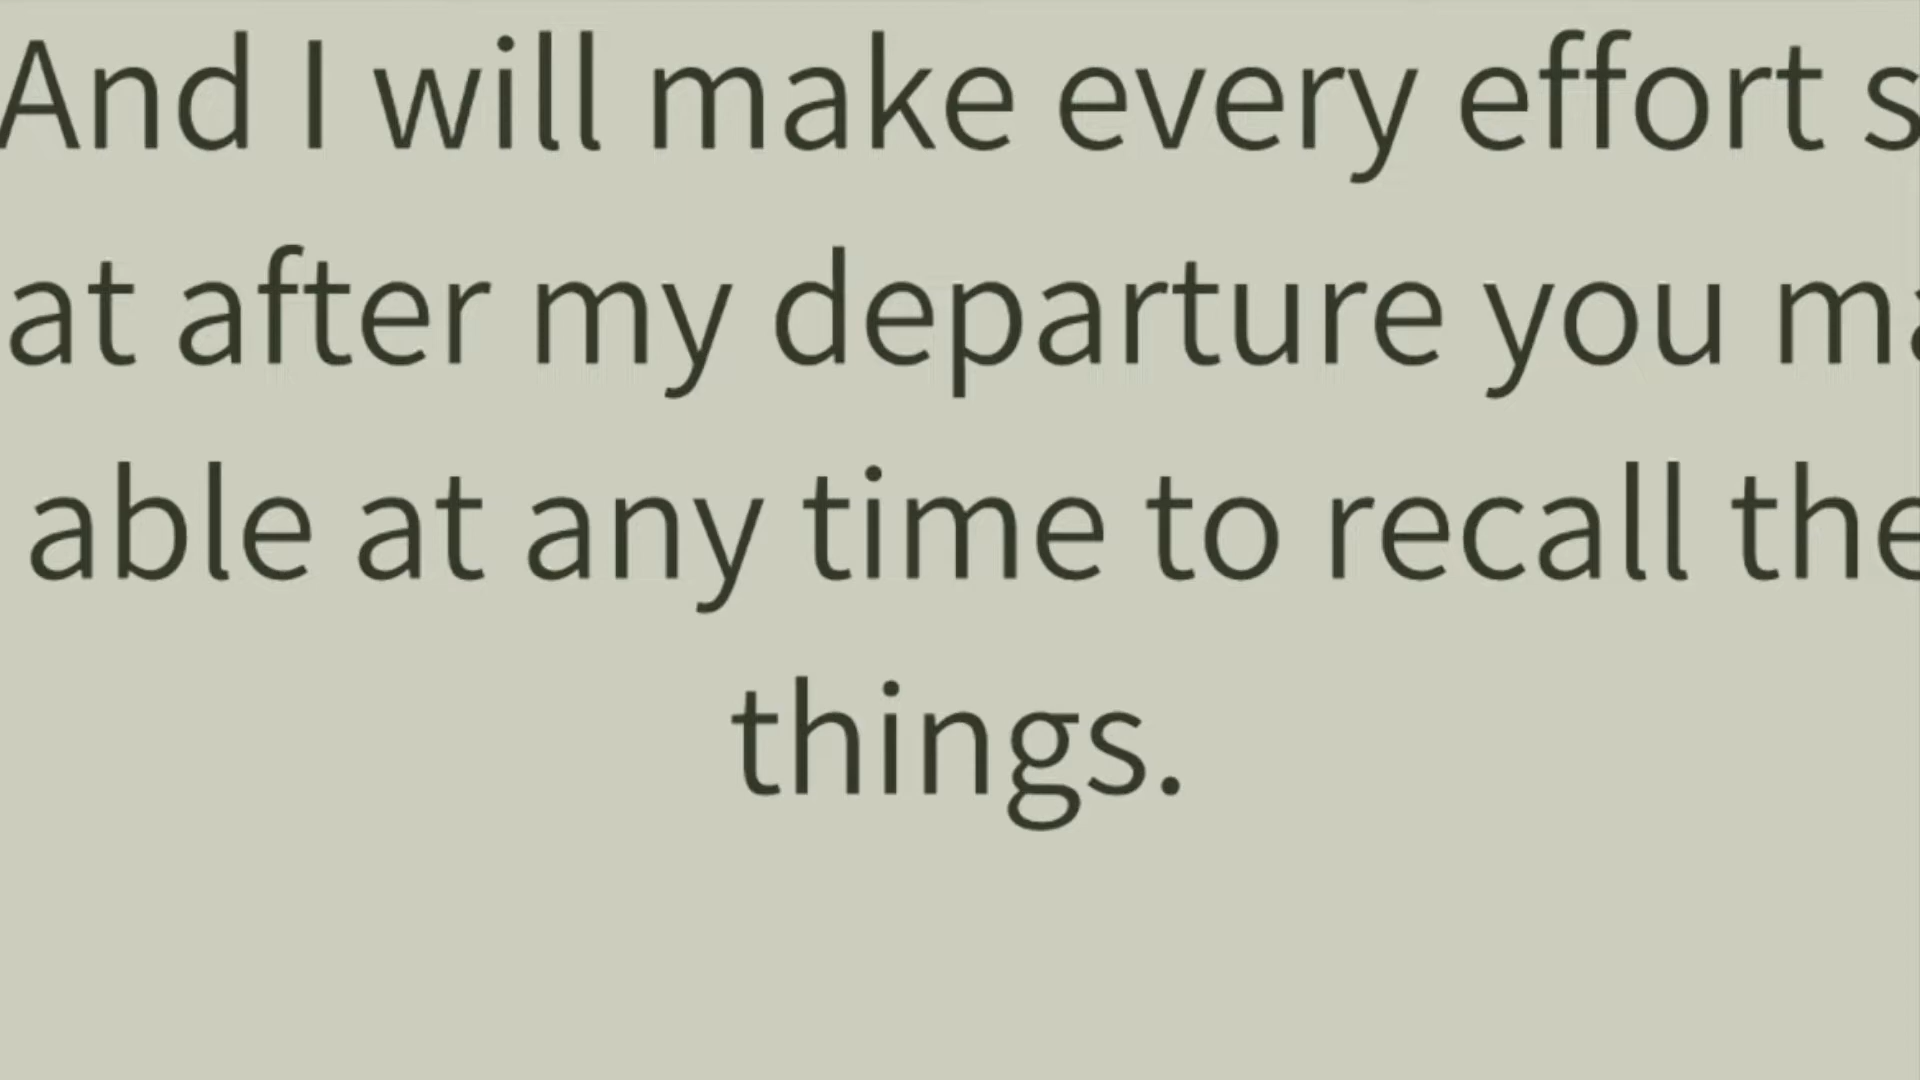 And I will make every effort s
at after my departure you ma
able at any time to recall the
things.